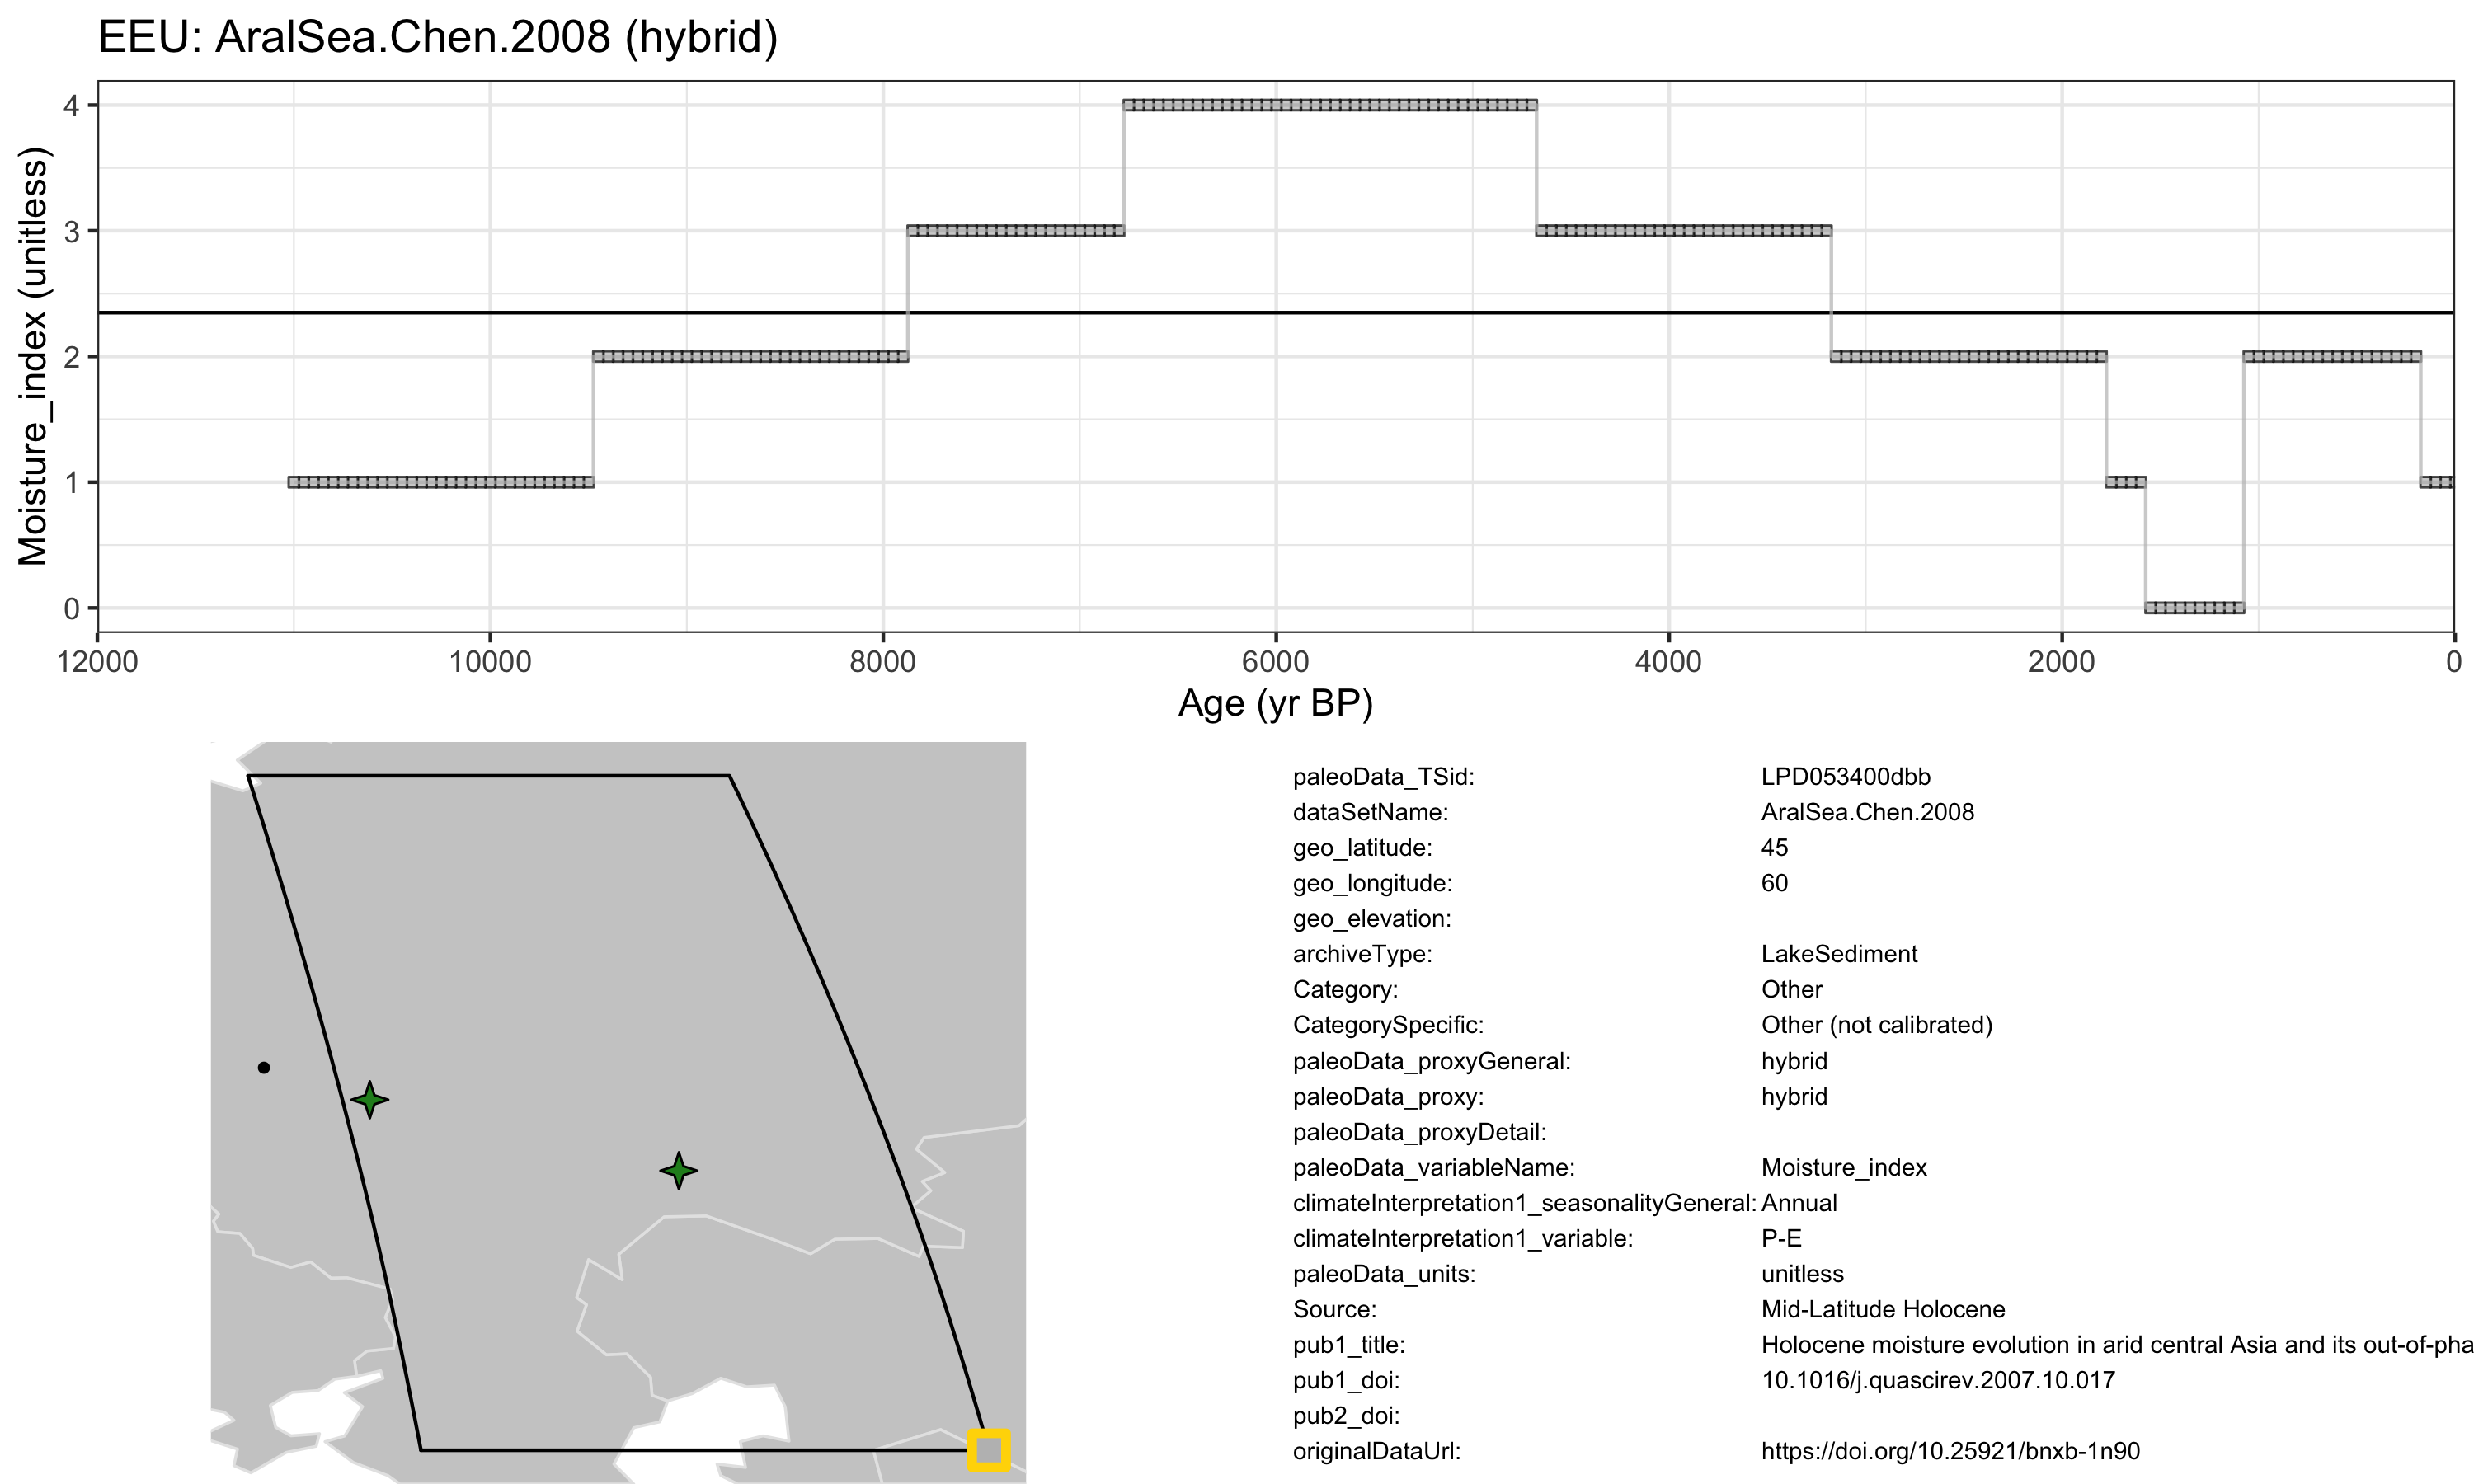 EEU: AralSea.Chen.2008 (hybrid)
Moisture_index (unitless)
4
3
2
1
0
12000 10000 8000 6000 4000 2000 0
Age (yr BP)
paleoData_TSid: LPD053400dbb
dataSetName: AralSea.Chen.2008
geo_latitude: 45
geo_longitude: 60
geo_elevation:
archiveType: LakeSediment
Category: Other
CategorySpecific: Other (not calibrated)
paleoData_proxyGeneral: hybrid
paleoData_proxy: hybrid
paleoData_proxyDetail:
paleoData_variableName: Moisture_index
climateInterpretation1_seasonalityGeneral: Annual
climateInterpretation1_variable: P-E
paleoData_units: unitless
Source: Mid-Latitude Holocene
pub1_title: Holocene moisture evolution in arid central Asia and its out-of-pha
pub1_doi: 10.1016/j.quascirev.2007.10.017
pub2_doi:
originalDataUrl: https://doi.org/10.25921/bnxb-1n90